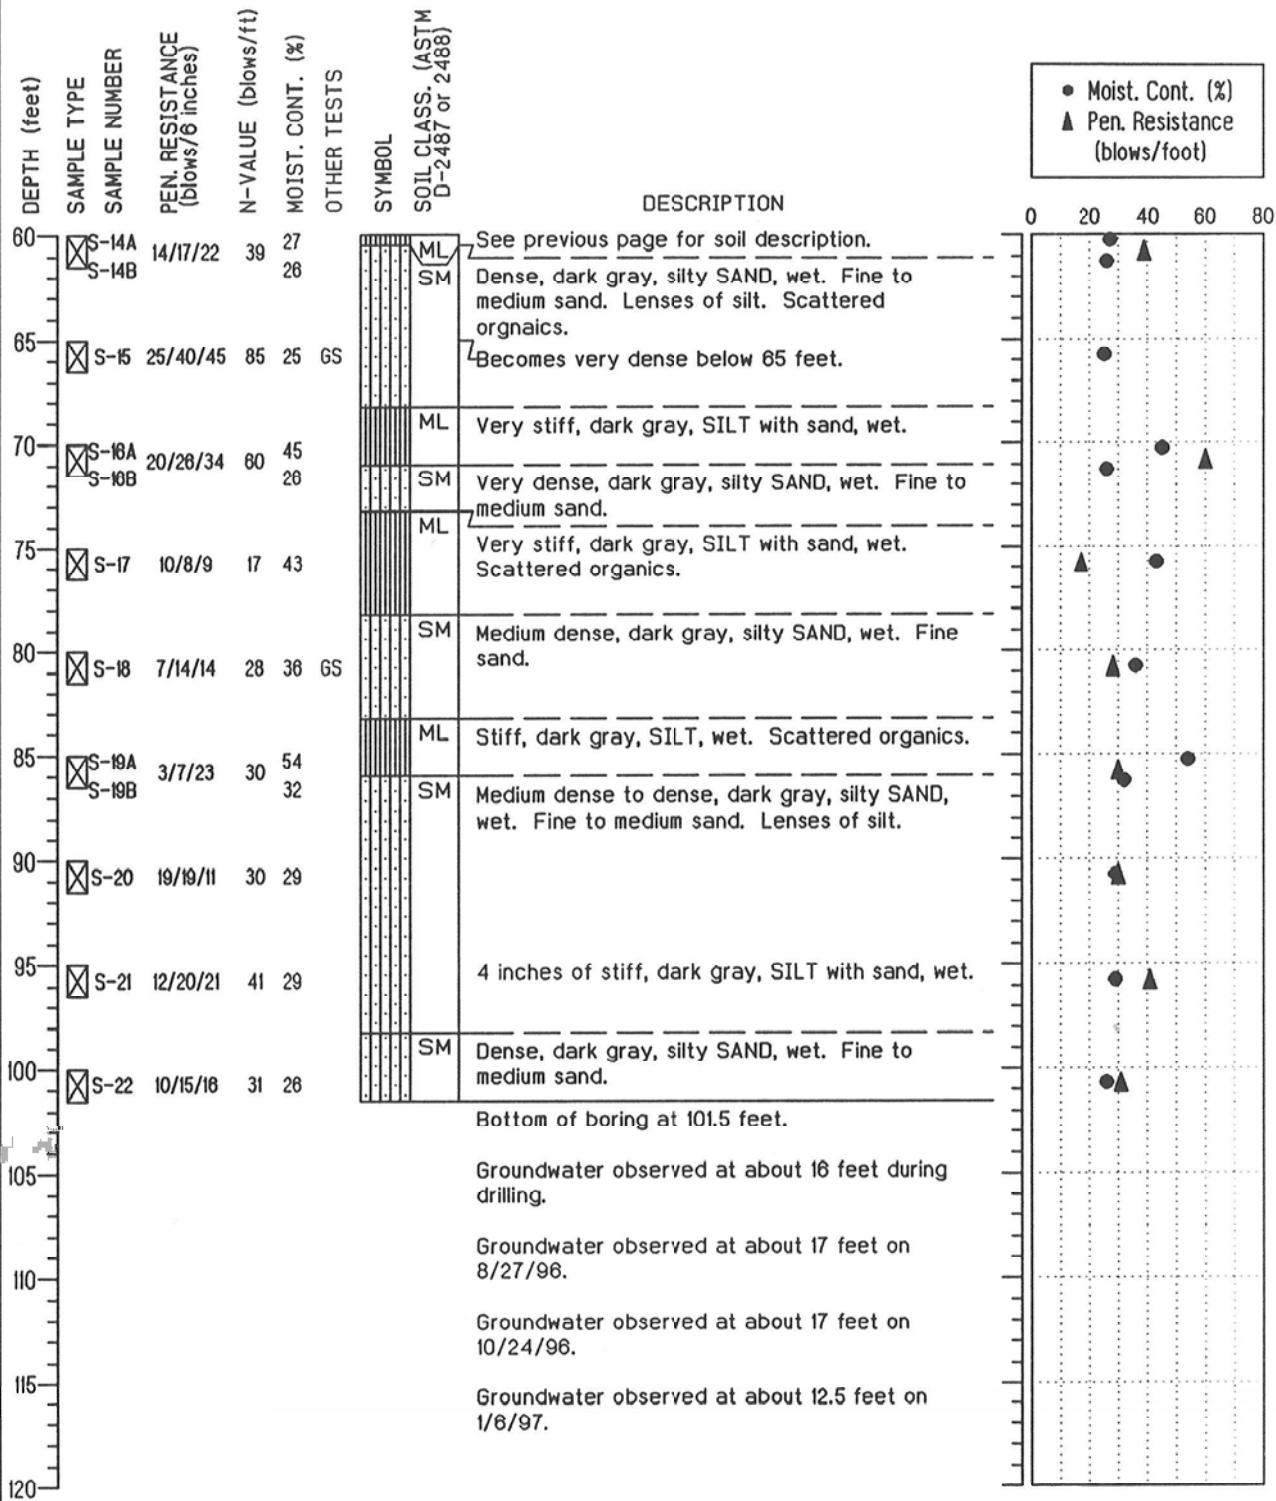 DEPTH (feet)
SAMPLE TYPE
SAMPLE NUMBER
PEN. RESISTANCE
(blows/6 inches)
N-VALUE (blows/ft)
MOIST. CONT. (%)
OTHER TESTS
SYMBOL
SOIL CLASS. (ASTM
D-2487 or 2488)
DESCRIPTION
Moist. Cont. (%)
Pen. Resistance
(blows/foot)
0 20 40 60 80
60 S-14A 14/17/22 39 27 ML See previous page for soil description.
S-14B 26 SM Dense, dark gray, silty SAND, wet. Fine to
medium sand. Lenses of silt. Scattered
orgnaics.
65 S-15 25/40/45 85 25 GS Becomes very dense below 65 feet.
ML Very stiff, dark gray, SILT with sand, wet.
70 S-16A 20/26/34 60 45
S-16B 26 SM Very dense, dark gray, silty SAND, wet. Fine to
medium sand.
ML Very stiff, dark gray, SILT with sand, wet.
75 S-17 10/8/9 17 43 Scattered organics.
SM Medium dense, dark gray, silty SAND, wet. Fine
80 S-18 7/14/14 28 36 GS sand.
ML Stiff, dark gray, SILT, wet. Scattered organics.
85 S-19A 3/7/23 30 54
S-19B 32 SM Medium dense to dense, dark gray, silty SAND,
wet. Fine to medium sand. Lenses of silt.
90 S-20 19/19/11 30 29
95 S-21 12/20/21 41 29 4 inches of stiff, dark gray, SILT with sand, wet.
SM Dense, dark gray, silty SAND, wet. Fine to
100 S-22 10/15/16 31 26 medium sand.
Bottom of boring at 101.5 feet.
105 Groundwater observed at about 16 feet during
drilling.
Groundwater observed at about 17 feet on
110 8/27/96.
Groundwater observed at about 17 feet on
10/24/96.
115 Groundwater observed at about 12.5 feet on
1/6/97.
120